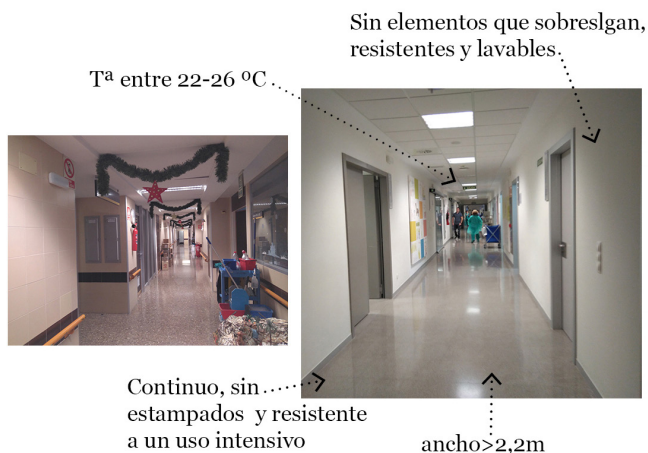 Sin elementos que sobreslgan,
resistentes y lavables
Tª entre 22-26 ºC
Continuo, sin
estampados y resistente
a un uso intensivo
ancho>2,2m